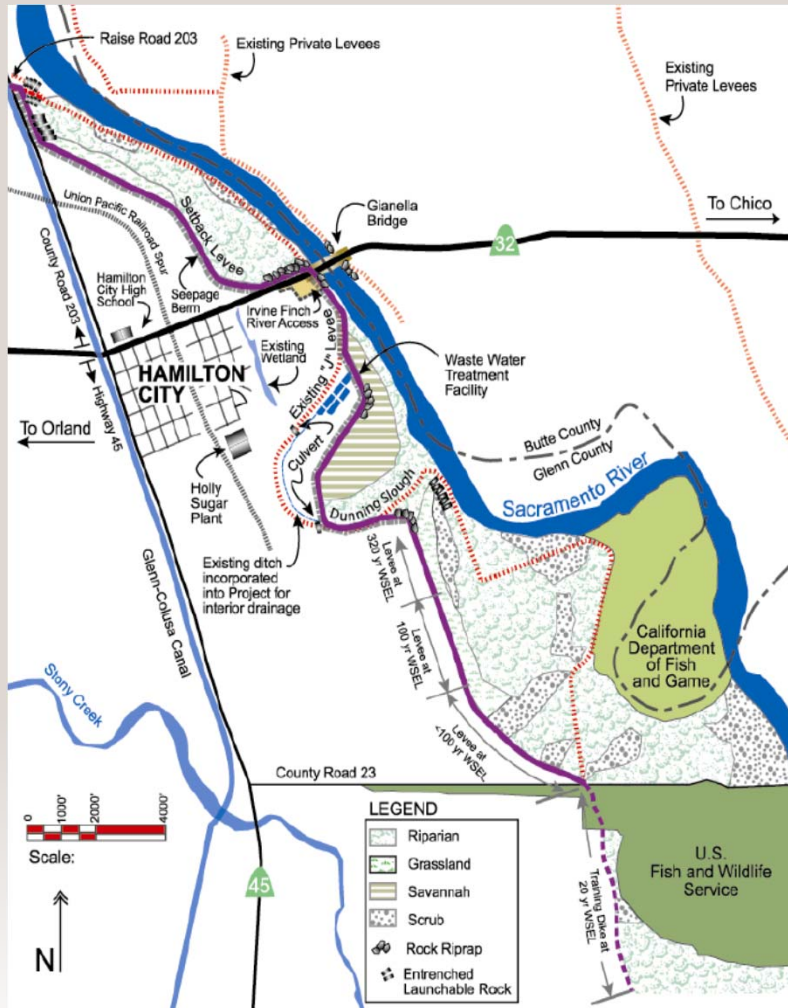 Raise Road 203
Existing Private Levees
Existing
Private Levees
To Chico
Gianella
Bridge
32
Union Pacific Railroad Spur
Setback Levee
County Road 203
Hamilton
City High
School
Seepage
Berm
Irvine Finch
River Access
Existing
Wetland
Existing "J" Levee
Waste Water
Treatment
Facility
HAMILTON
CITY
To Orland
Highway 45
Culvert
Holly
Sugar
Plant
Butte County
Glenn County
Sacramento River
Dunning Slough
Existing ditch
incorporated
into Project for
interior drainage
Levee at
320 yr WSEL
Levee at
100 yr WSEL
Levee at
<100 yr WSEL
California
Department
of Fish
and Game
Glenn-Colusa Canal
Stony Creek
County Road 23
0 1000' 2000' 4000'
Scale:
N
45
LEGEND
Riparian
Grassland
Savannah
Scrub
Rock Riprap
Entrenched
Launchable Rock
Training Dike at
20 yr WSEL
U.S.
Fish and Wildlife
Service